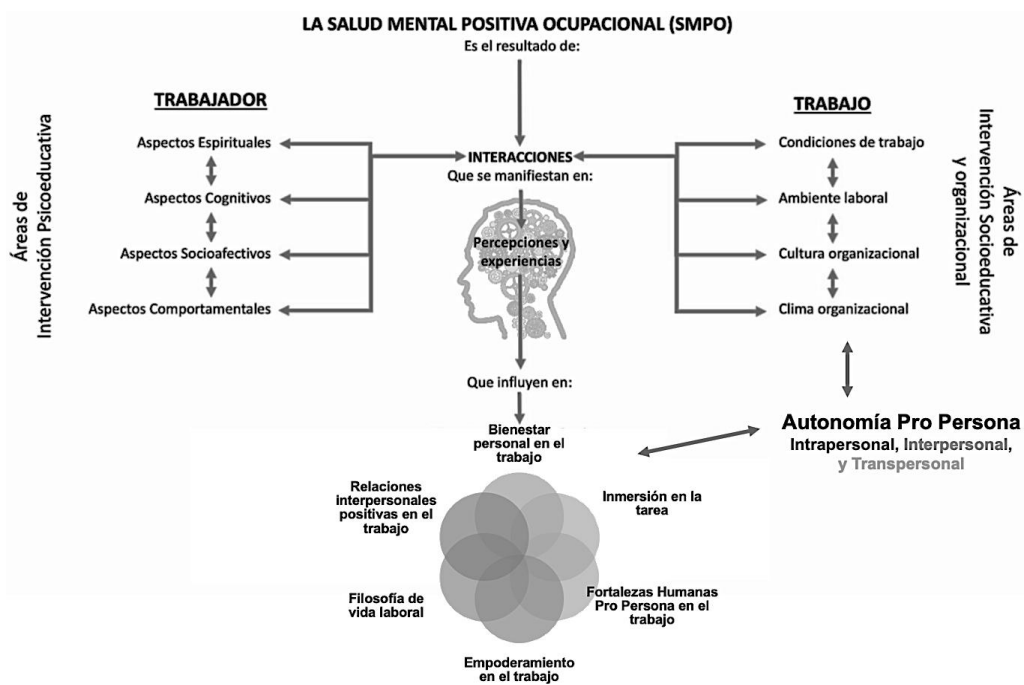 LA SALUD MENTAL POSITIVA OCUPACIONAL (SMPO)
Es el resultado de:
Áreas de
Intervención Psicoeducativa
TRABAJADOR
Aspectos Espirituales
Aspectos Cognitivos
Aspectos Socioafectivos
Aspectos Comportamentales
INTERACCIONES
Que se manifiestan en:
Percepciones y
experiencias
Que influyen en:
TRABAJO
Condiciones de trabajo
Ambiente laboral
Cultura organizacional
Clima organizacional
Áreas de
Intervención Socioeducativa
y organizacional
Autonomía Pro Persona
Intrapersonal, Interpersonal,
y Transpersonal
Bienestar
personal en el
trabajo
Relaciones
interpersonales
positivas en el
trabajo
Inmersión en la
tarea
Filosofía de
vida laboral
Fortalezas Humanas
Pro Persona en el
trabajo
Empoderamiento
en el trabajo